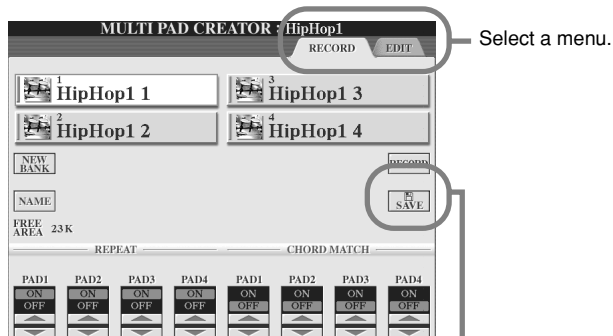 MULTI PAD CREATOR : HipHop1
RECORD EDIT
Select a menu.
1 HipHop1 1
3 HipHop1 3
2 HipHop1 2
4 HipHop1 4
NEW BANK
RECORD
NAME
SAVE
FREE AREA 23K
REPEAT CHORD MATCH
PAD1 PAD2 PAD3 PAD4 PAD1 PAD2 PAD3 PAD4
ON ON ON ON ON ON ON ON
OFF OFF OFF OFF OFF OFF OFF OFF